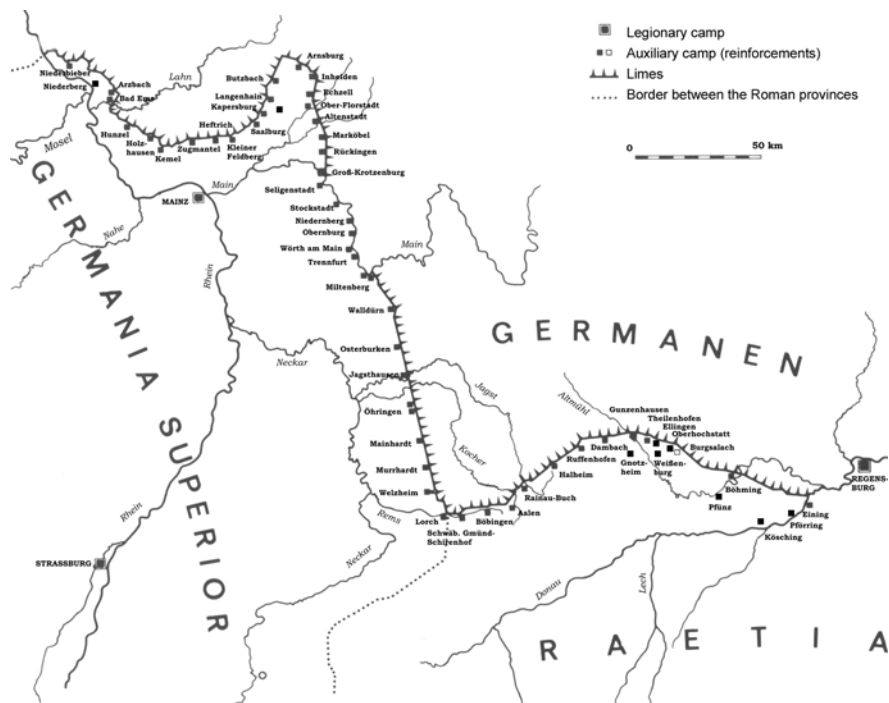 Legionary camp
Auxiliary camp (reinforcements)
Limes
Border between the Roman provinces
0
50 km
Niederbieber
Niederberg
Arzbach
Bad Ems
Lahn
Mosel
Hunzel
Holz-
hausen
Kemel
Zugmantel
Heftrich
Kleiner
Feldberg
Saalburg
Kapersburg
Langenhain
Butzbach
Arnsburg
Inheiden
Echzell
Ober-Florstadt
Altenstadt
Marköbel
Rückingen
Groß-Krotzenburg
Seligenstadt
Stockstadt
Niedernberg
Obernburg
Wörth am Main
Trennfurt
Miltenberg
Main
Main
MAINZ
Nahe
Rhein
Walldürn
Osterburken
Neckar
Jagsthausen
Jagst
Öhringen
Kocher
Mainhardt
Murrhardt
Welzheim
Rems
Lorch
Schwab. Gmünd-
Schirenhof
Böbingen
Aalen
Rainau-Buch
Halheim
Ruffenhofen
Dambach
Gnotz-
heim
Altmühl
Gunzenhausen
Theilenhofen
Ellingen
Oberhochstatt
Burgsalach
Weißen-
burg
Böhming
Pfünz
Kösching
Pförring
Eining
REGENS-
BURG
Rhein
STRASSBURG
Neckar
Donau
Lech
GERMANIA SUPERIOR
GERMANEN
RAETIA